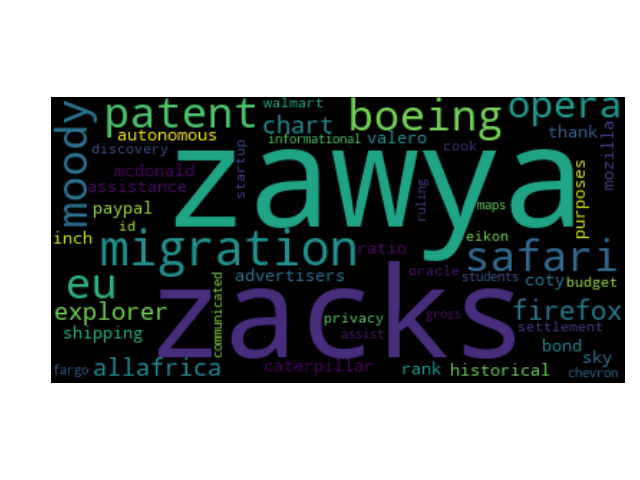 walmart
patent
boeing
opera
moody
chart
autonomous
informational
valero
thank
discovery
startup
cook
mozilla
zawya
mcdonald
assistance
purposes
paypal
ruling
maps
id
inch
migration
eikon
ratio
safari
eu
advertisers
oracle
students
coty
budget
zacks
explorer
communicated
privacy
gross
firefox
shipping
assist
settlement
bond
sky
fargo
allafrica
caterpillar
rank
historical
chevron